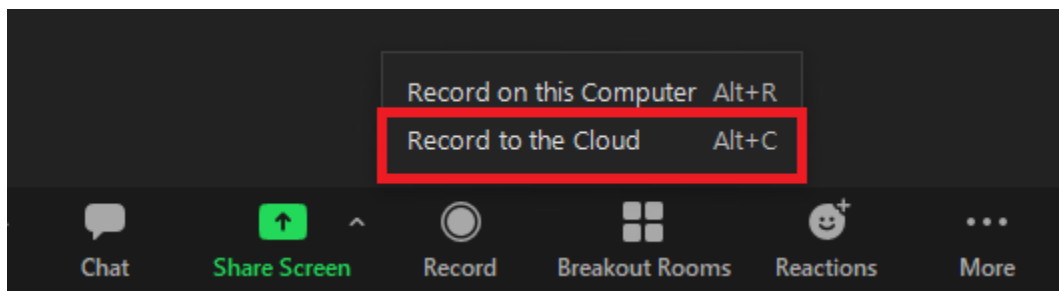 Record on this Computer Alt+R
Record to the Cloud Alt+C
Chat Share Screen Record Breakout Rooms Reactions More